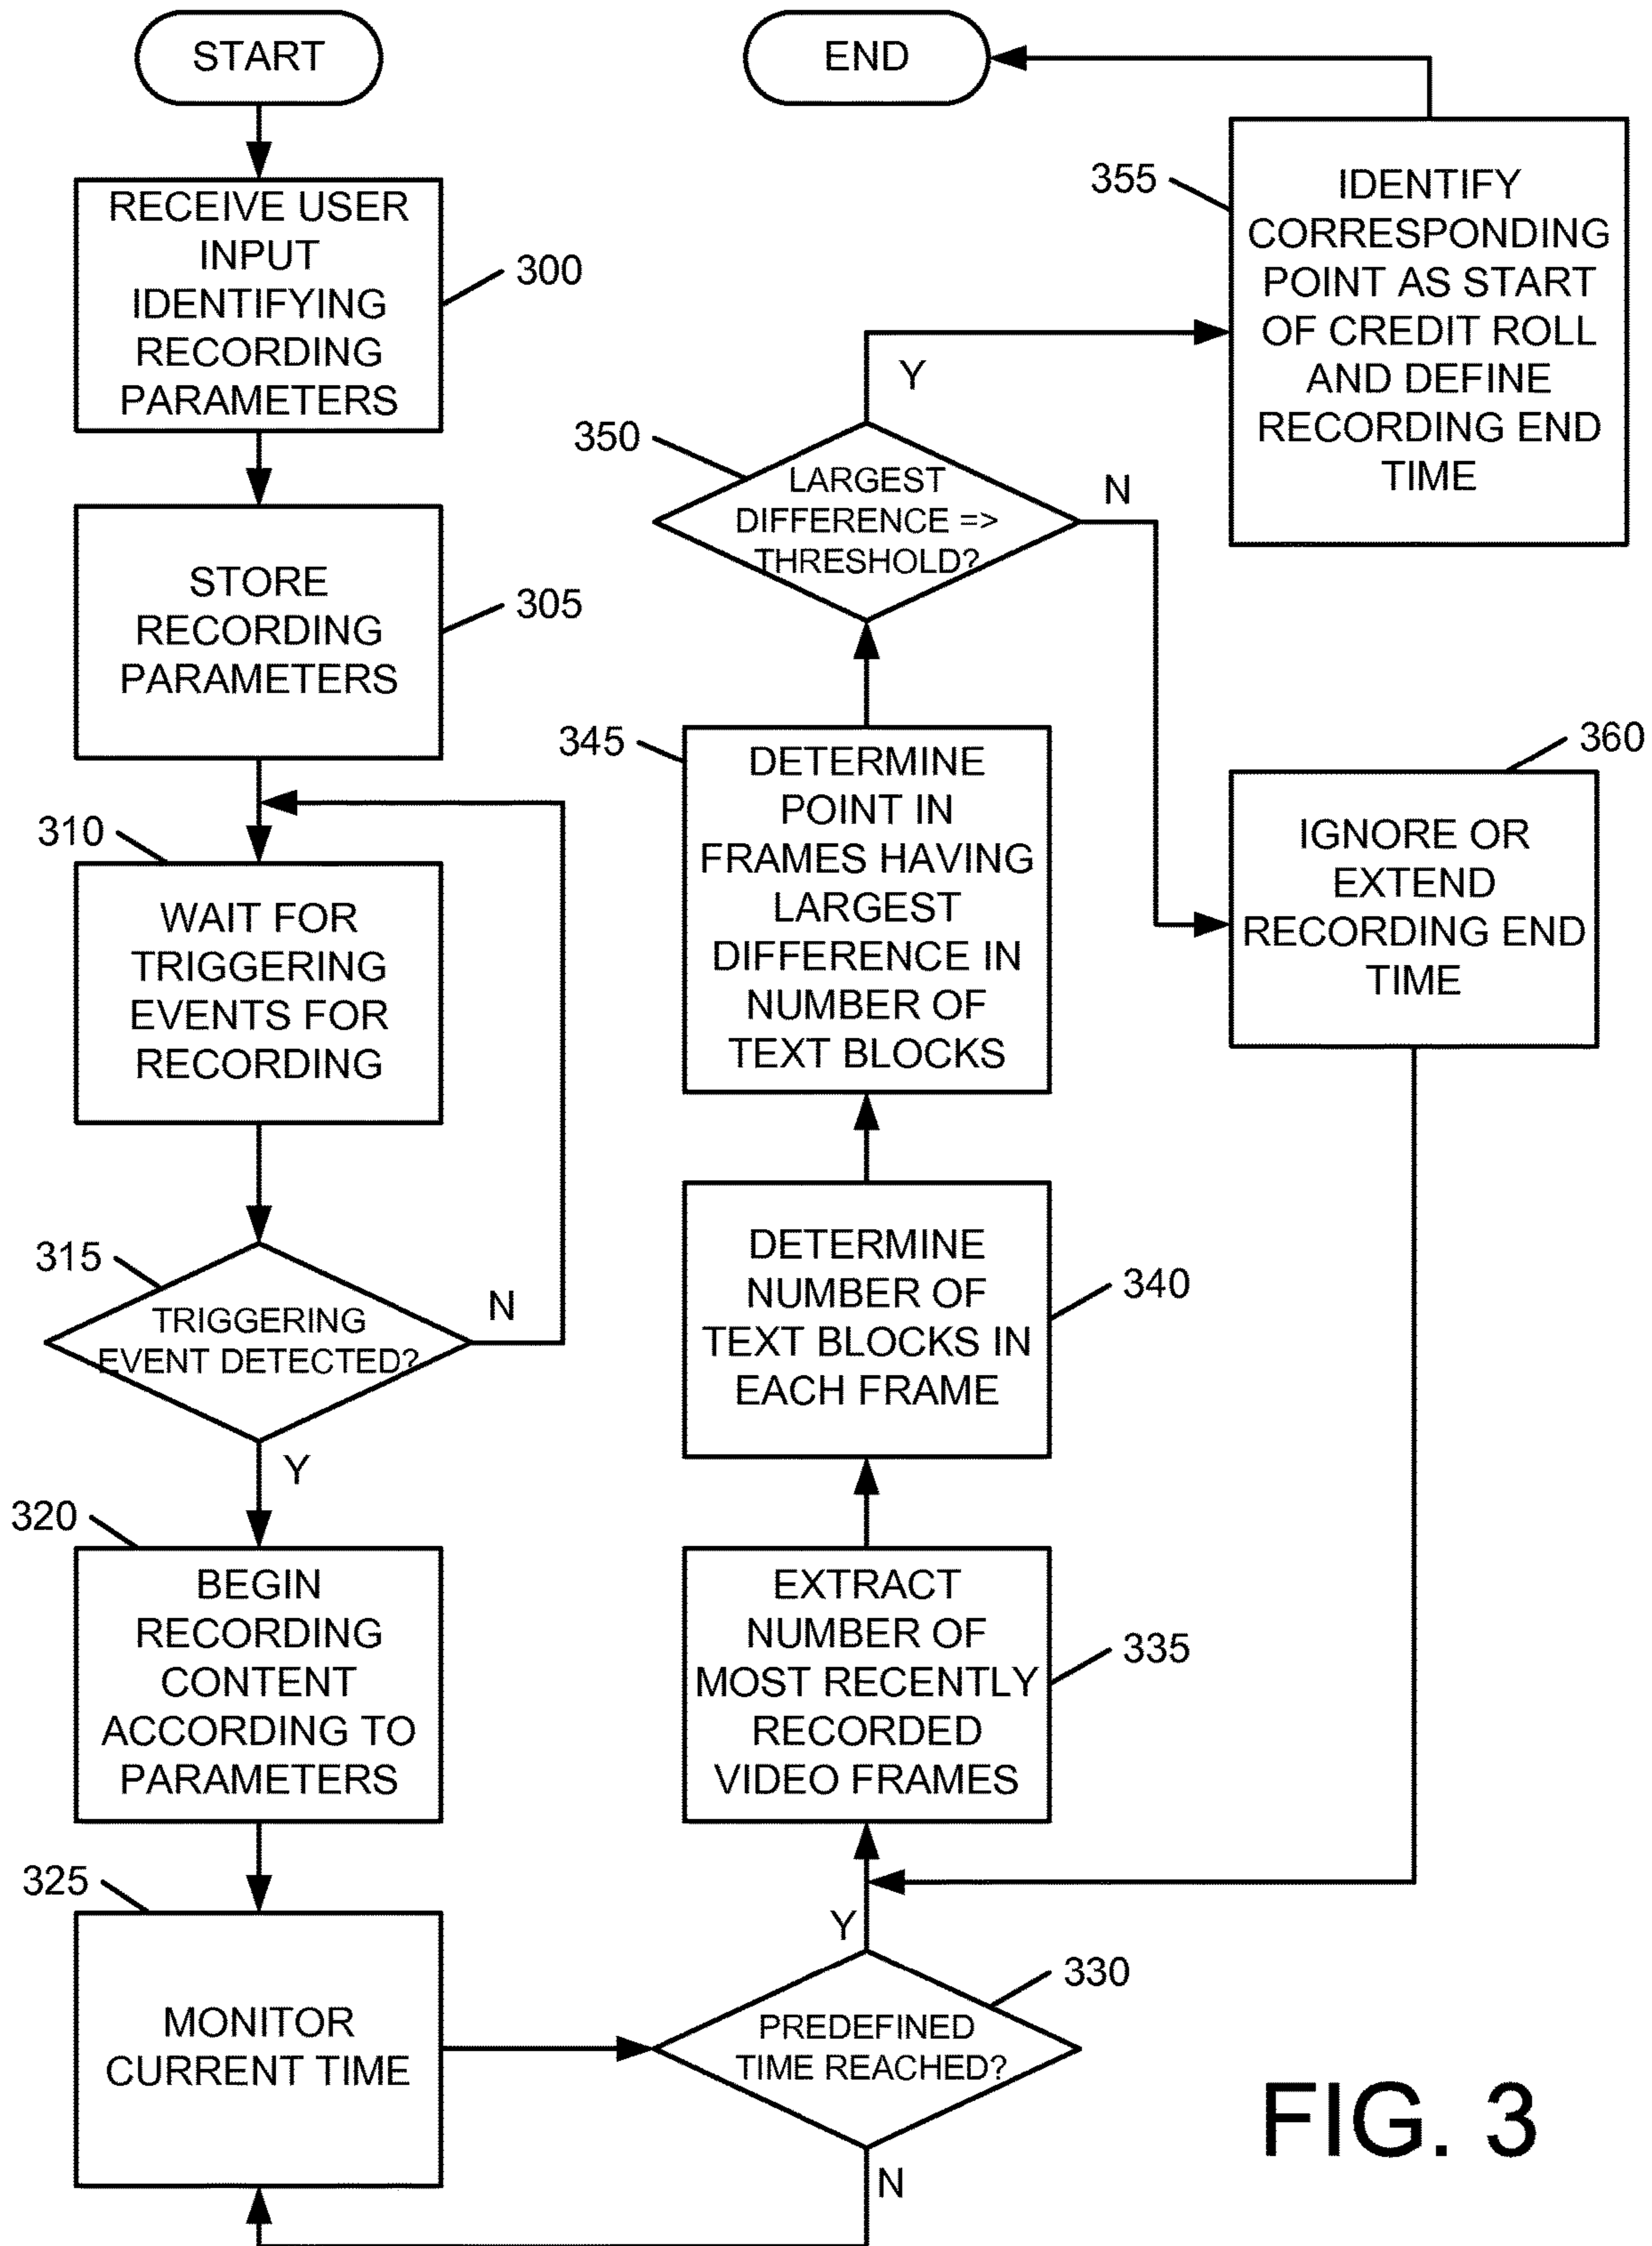 START
RECEIVE USER
INPUT
IDENTIFYING
RECORDING
PARAMETERS
300
STORE
RECORDING
PARAMETERS
305
310
WAIT FOR
TRIGGERING
EVENTS FOR
RECORDING
315
TRIGGERING
EVENT DETECTED?
N
Y
320
BEGIN
RECORDING
CONTENT
ACCORDING TO
PARAMETERS
325
MONITOR
CURRENT TIME
330
PREDEFINED
TIME REACHED?
N
Y
EXTRACT
NUMBER OF
MOST RECENTLY
RECORDED
VIDEO FRAMES
335
DETERMINE
NUMBER OF
TEXT BLOCKS IN
EACH FRAME
340
345
DETERMINE
POINT IN
FRAMES HAVING
LARGEST
DIFFERENCE IN
NUMBER OF
TEXT BLOCKS
350
LARGEST
DIFFERENCE =>
THRESHOLD?
Y
N
355
IDENTIFY
CORRESPONDING
POINT AS START
OF CREDIT ROLL
AND DEFINE
RECORDING END
TIME
360
IGNORE OR
EXTEND
RECORDING END
TIME
END
FIG. 3